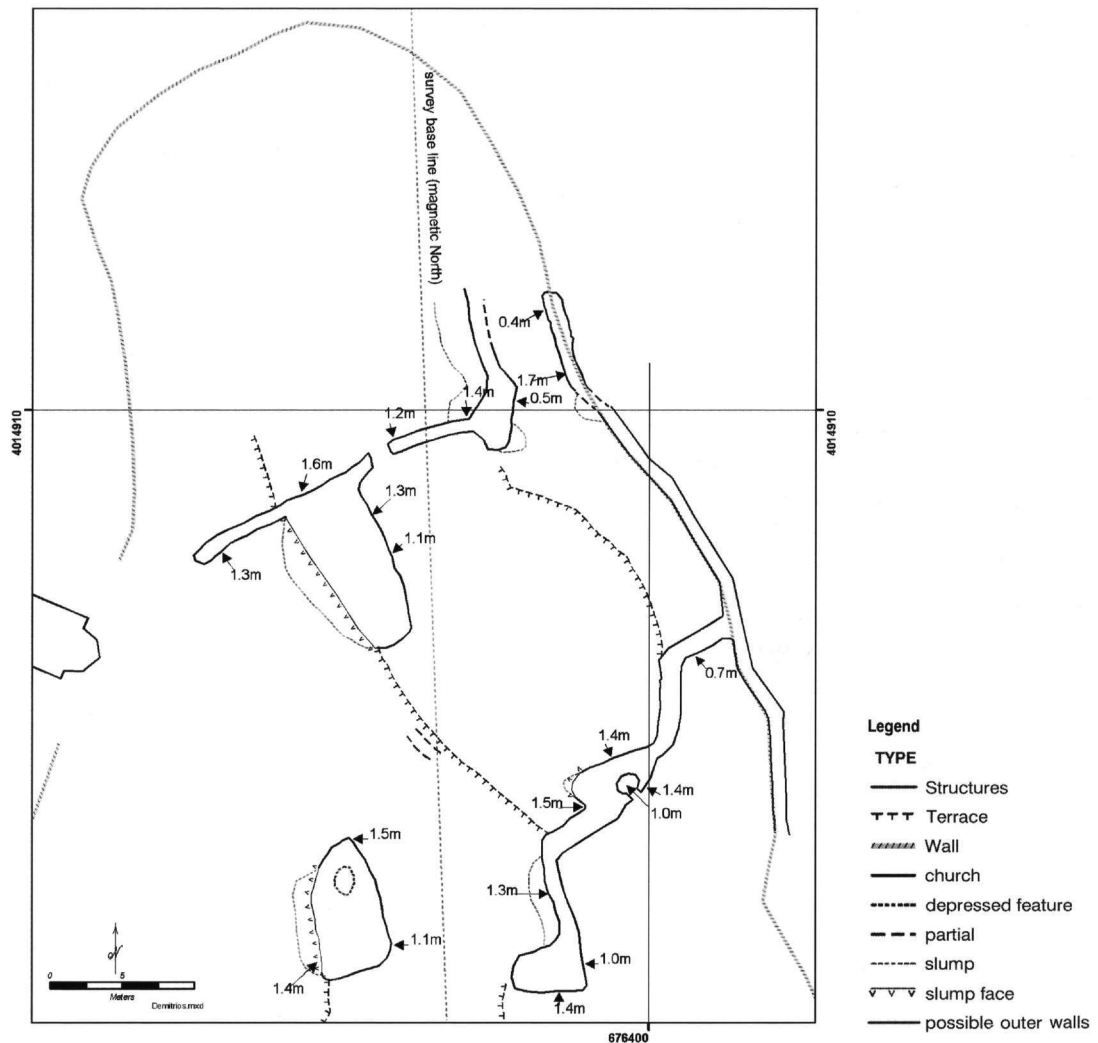 survey base line (magnetic North)
0.4m
1.7m
1.4m
0.5m
1.2m
4014910
4014910
1.6m
1.3m
1.1m
1.3m
0.7m
1.4m
1.4m
1.5m
1.0m
1.5m
1.3m
1.1m
1.0m
1.4m
1.4m
N
0 5
Meters
Demitrios.mxd
676400
Legend
TYPE
Structures
Terrace
Wall
church
depressed feature
partial
slump
slump face
possible outer walls